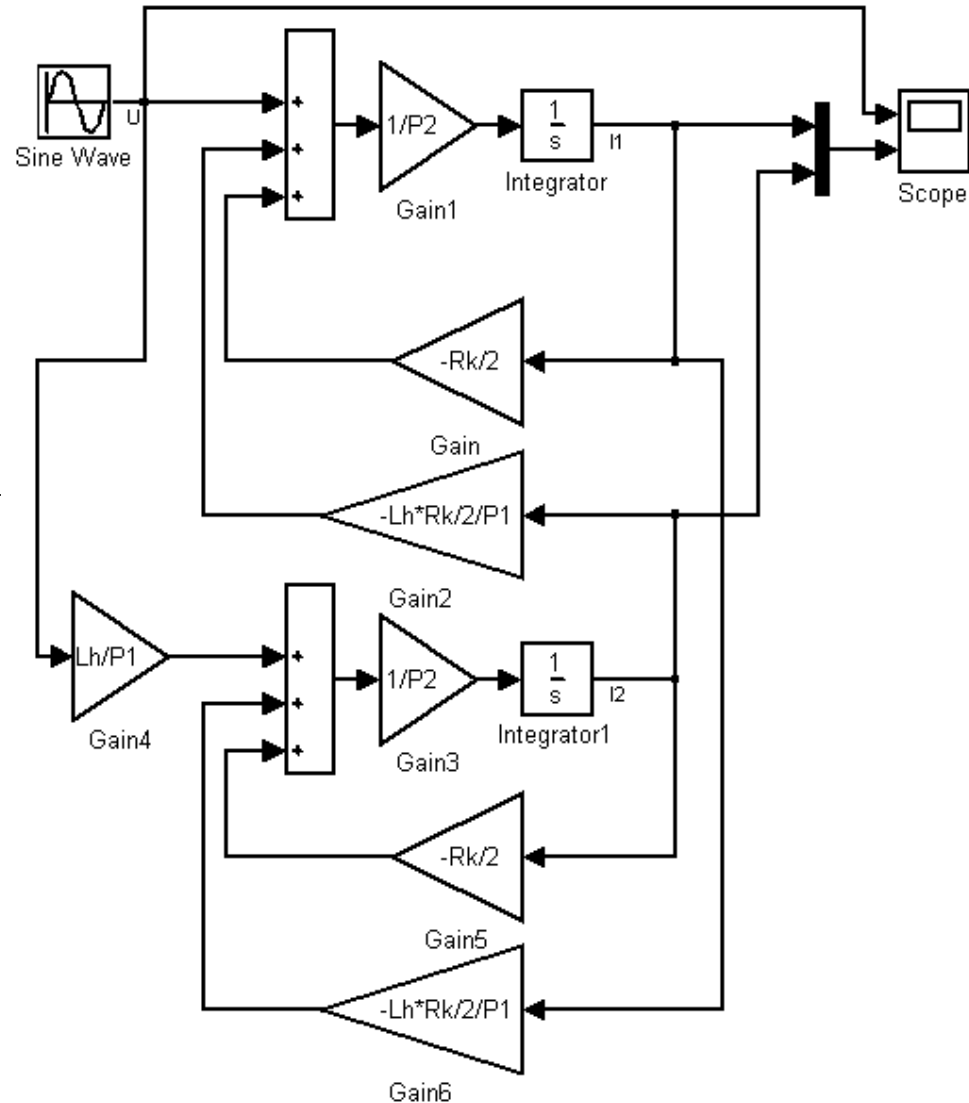 U
Sine Wave
+
+
+
1/P2
Gain1
1
s
Integrator
I1
Scope
-Rk/2
Gain
-Lh*Rk/2/P1
Gain2
Lh/P1
Gain4
+
+
+
1/P2
Gain3
1
s
Integrator1
I2
-Rk/2
Gain5
-Lh*Rk/2/P1
Gain6